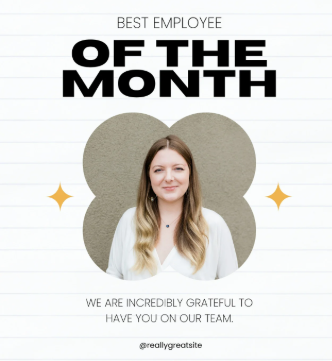 BEST EMPLOYEE
OF THE
MONTH
WE ARE INCREDIBLY GRATEFUL TO
HAVE YOU ON OUR TEAM.
@reallygreatsite